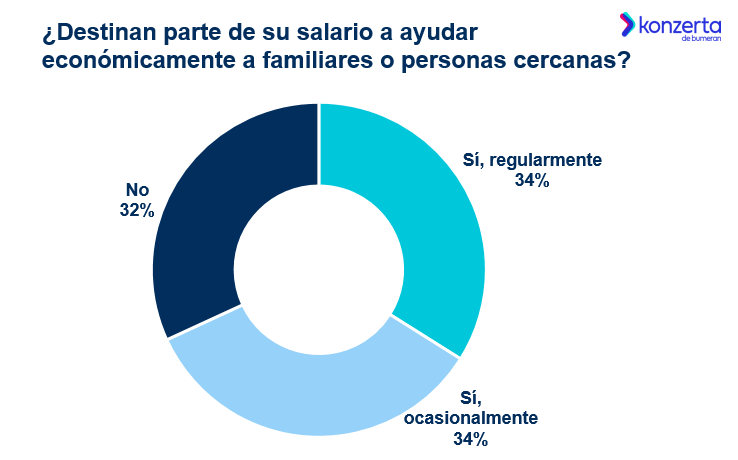 ¿Destinan parte de su salario a ayudar
económicamente a familiares o personas cercanas?
konzerta
de bumeran
Sí, regularmente
34%
No
32%
Sí,
ocasionalmente
34%